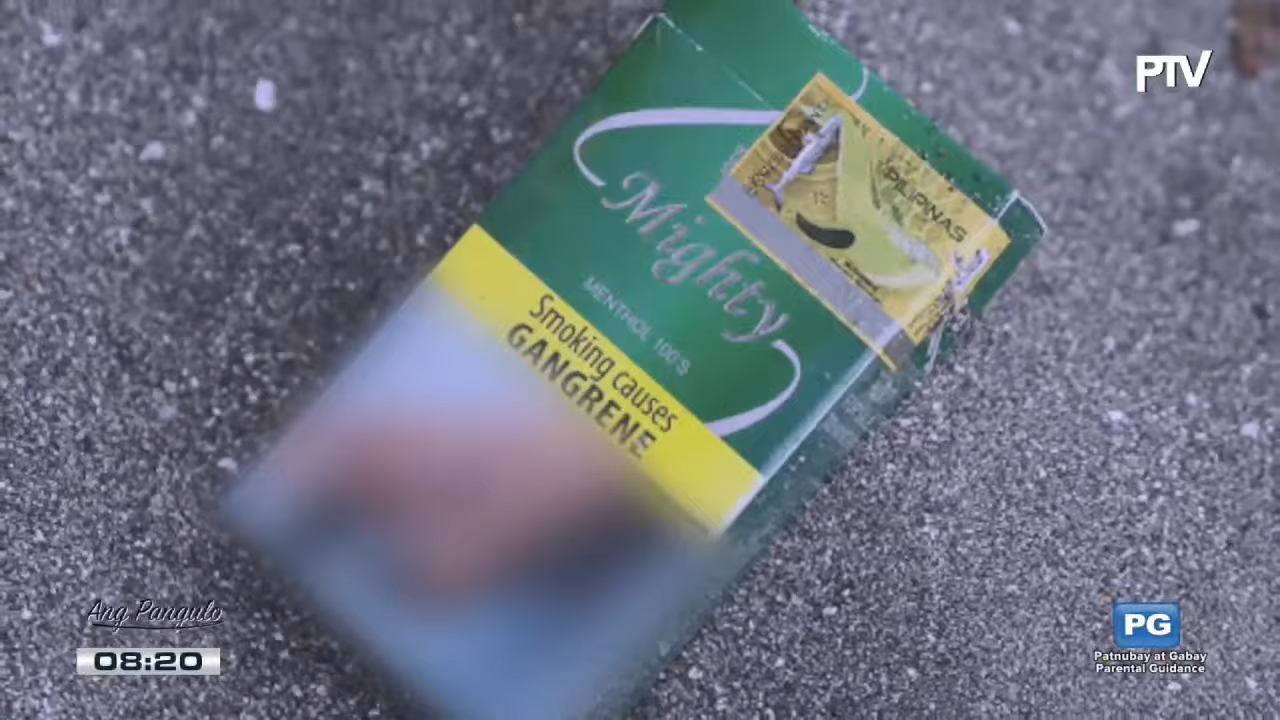 PTV
PILIPINAS
Mighty
MENTHOL 100'S
Smoking causes
GANGRENE
Ang Pangulo
08:20
PG
Patnubay at Gabay
Parental Guidance